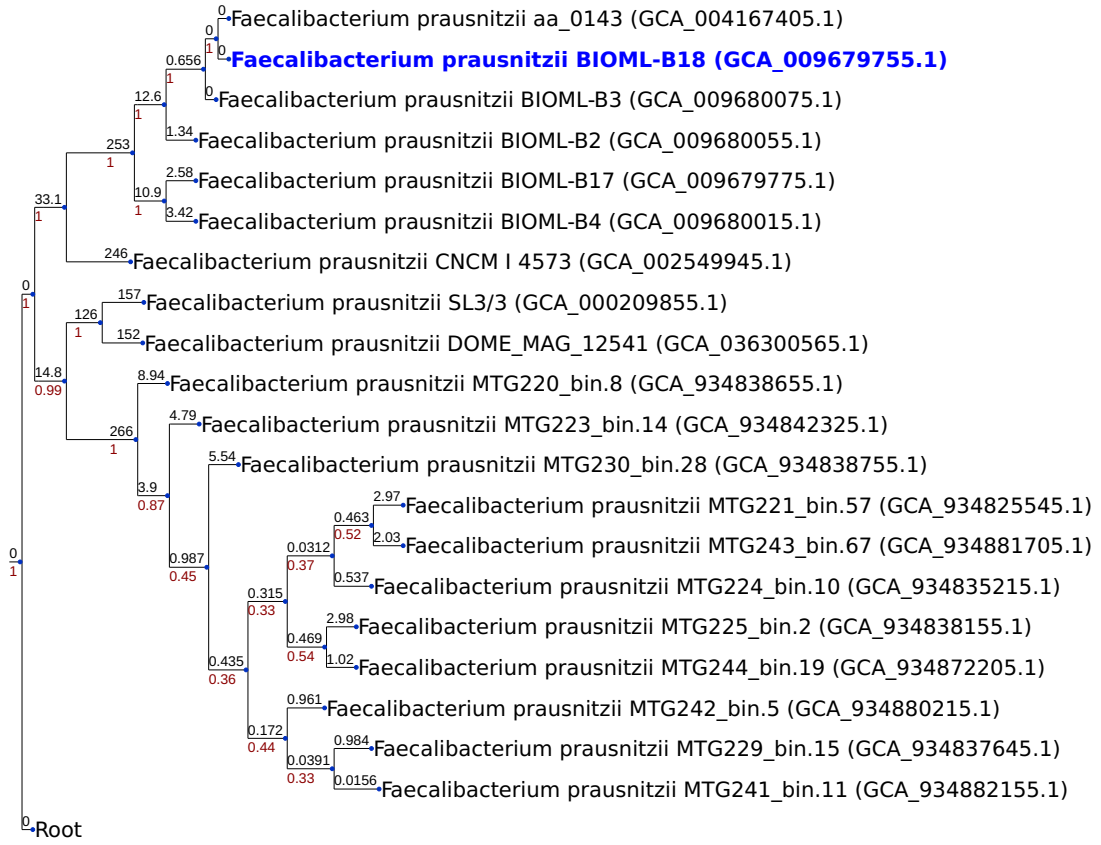 0
Faecalibacterium prausnitzii aa_0143 (GCA_004167405.1)
0
1
0
Faecalibacterium prausnitzii BIOML-B18 (GCA_009679755.1)
0.656
1
0
Faecalibacterium prausnitzii BIOML-B3 (GCA_009680075.1)
12.6
1
1.34
Faecalibacterium prausnitzii BIOML-B2 (GCA_009680055.1)
253
1
2.58
Faecalibacterium prausnitzii BIOML-B17 (GCA_009679775.1)
10.9
1
3.42
Faecalibacterium prausnitzii BIOML-B4 (GCA_009680015.1)
33.1
1
246
Faecalibacterium prausnitzii CNCM I 4573 (GCA_002549945.1)
0
1
157
Faecalibacterium prausnitzii SL3/3 (GCA_000209855.1)
126
1
152
Faecalibacterium prausnitzii DOME_MAG_12541 (GCA_036300565.1)
14.8
0.99
8.94
Faecalibacterium prausnitzii MTG220_bin.8 (GCA_934838655.1)
266
1
4.79
Faecalibacterium prausnitzii MTG223_bin.14 (GCA_934842325.1)
3.9
0.87
5.54
Faecalibacterium prausnitzii MTG230_bin.28 (GCA_934838755.1)
0.987
0.45
2.97
Faecalibacterium prausnitzii MTG221_bin.57 (GCA_934825545.1)
0.463
0.52
2.03
Faecalibacterium prausnitzii MTG243_bin.67 (GCA_934881705.1)
0.0312
0.37
0.537
Faecalibacterium prausnitzii MTG224_bin.10 (GCA_934835215.1)
0
1
0.315
0.33
2.98
Faecalibacterium prausnitzii MTG225_bin.2 (GCA_934838155.1)
0.469
0.54
1.02
Faecalibacterium prausnitzii MTG244_bin.19 (GCA_934872205.1)
0.435
0.36
0.961
Faecalibacterium prausnitzii MTG242_bin.5 (GCA_934880215.1)
0.172
0.44
0.984
Faecalibacterium prausnitzii MTG229_bin.15 (GCA_934837645.1)
0.0391
0.33
0.0156
Faecalibacterium prausnitzii MTG241_bin.11 (GCA_934882155.1)
0
Root